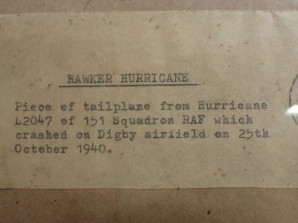 HAWKER HURRICANE
Piece of tailplane from Hurricane
L2047 of 151 Squadron RAF which
crashed on Digby airfield on 25th
October 1940.